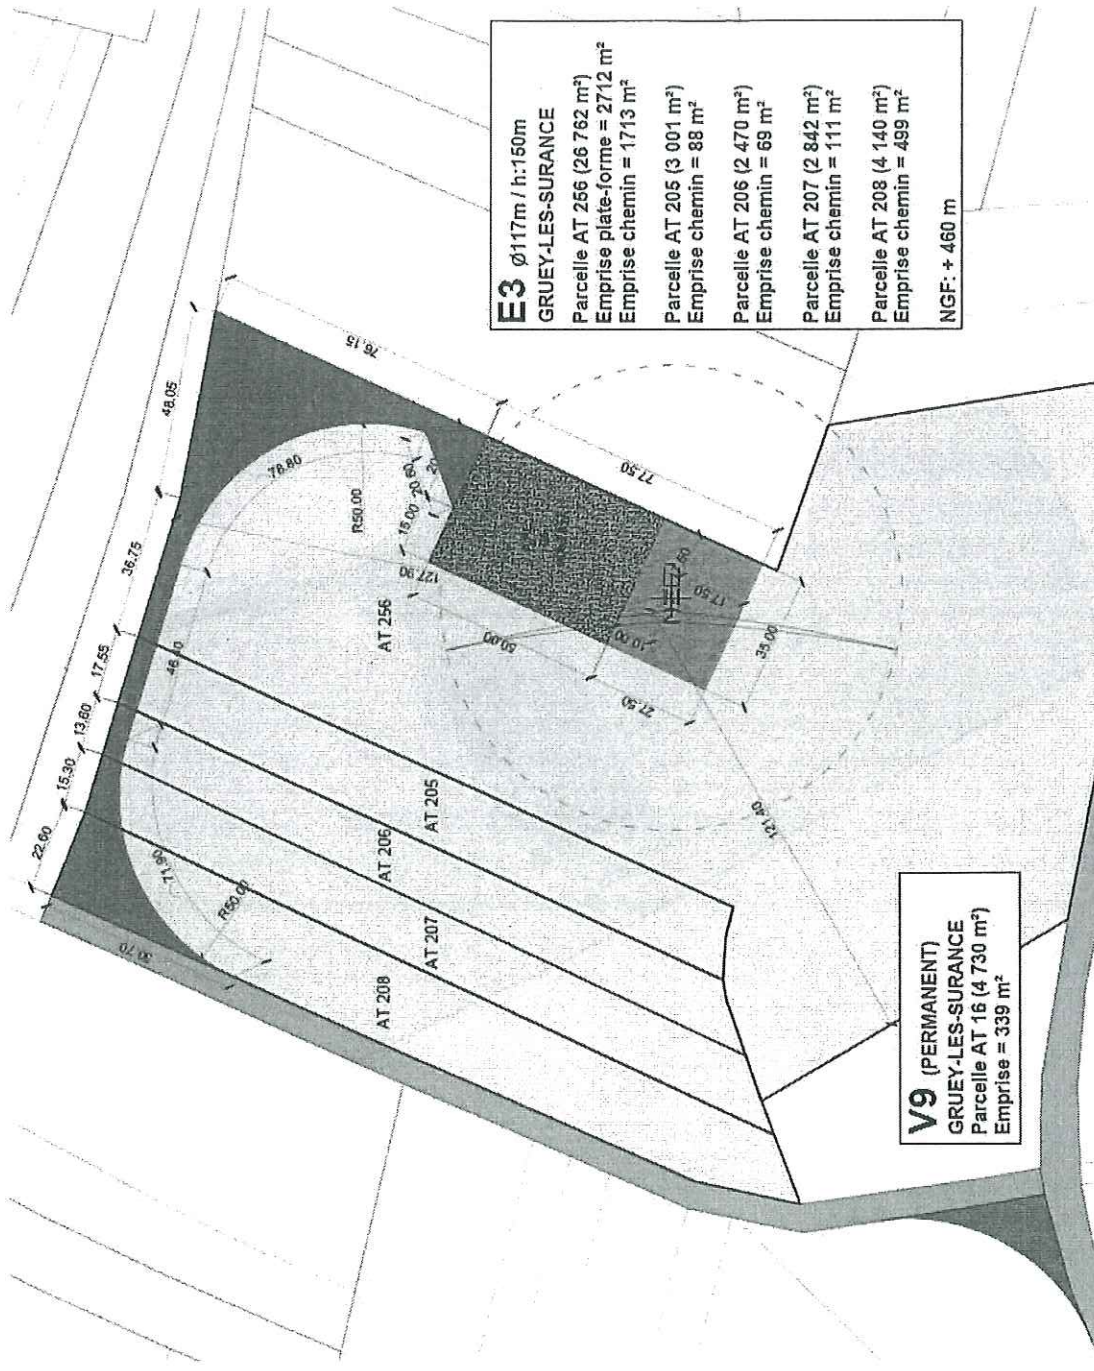 E3 ø117m / h:150m
GRUEY-LES-SURANCE
Parcelle AT 256 (26 762 m²)
Emprise plate-forme = 2712 m²
Emprise chemin = 1713 m²
Parcelle AT 205 (3 001 m²)
Emprise chemin = 88 m²
Parcelle AT 206 (2 470 m²)
Emprise chemin = 69 m²
Parcelle AT 207 (2 842 m²)
Emprise chemin = 111 m²
Parcelle AT 208 (4 140 m²)
Emprise chemin = 499 m²
NGF: + 460 m
V9 (PERMANENT)
GRUEY-LES-SURANCE
Parcelle AT 16 (4 730 m²)
Emprise = 339 m²
22.60
15.30
13.60
17.55
36.75
48.05
76.15
77.50
78.80
R50.00
15.00
20.60
127.90
AT 256
50.00
10.00
17.50
27.50
35.00
121.40
71.90
R50.00
AT 205
AT 206
AT 207
AT 208